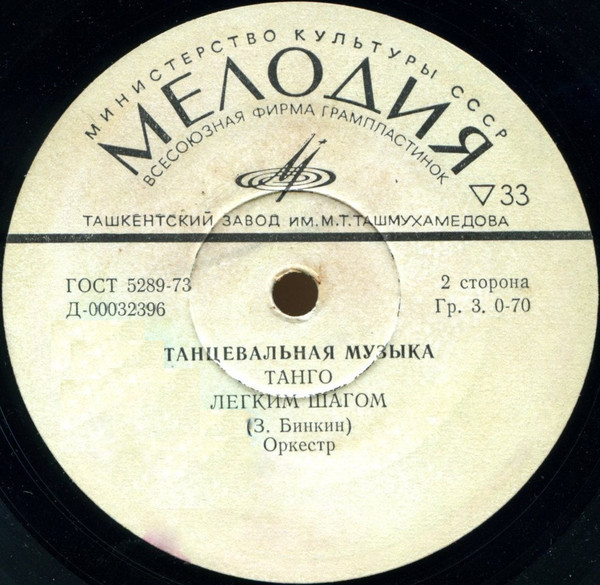 МИНИСТЕРСТВО КУЛЬТУРЫ СССР
МЕЛОДИЯ
ВСЕСОЮЗНАЯ ФИРМА ГРАМПЛАСТИНОК
▽33
ТАШКЕНТСКИЙ ЗАВОД ИМ.М.Т.ТАШМУХАМЕДОВА
ГОСТ 5289-73
2 сторона
Д-00032396
Гр. 3. 0-70
ТАНЦЕВАЛЬНАЯ МУЗЫКА
ТАНГО
ЛЕГКИМ ШАГОМ
(З. Бинкин)
Оркестр